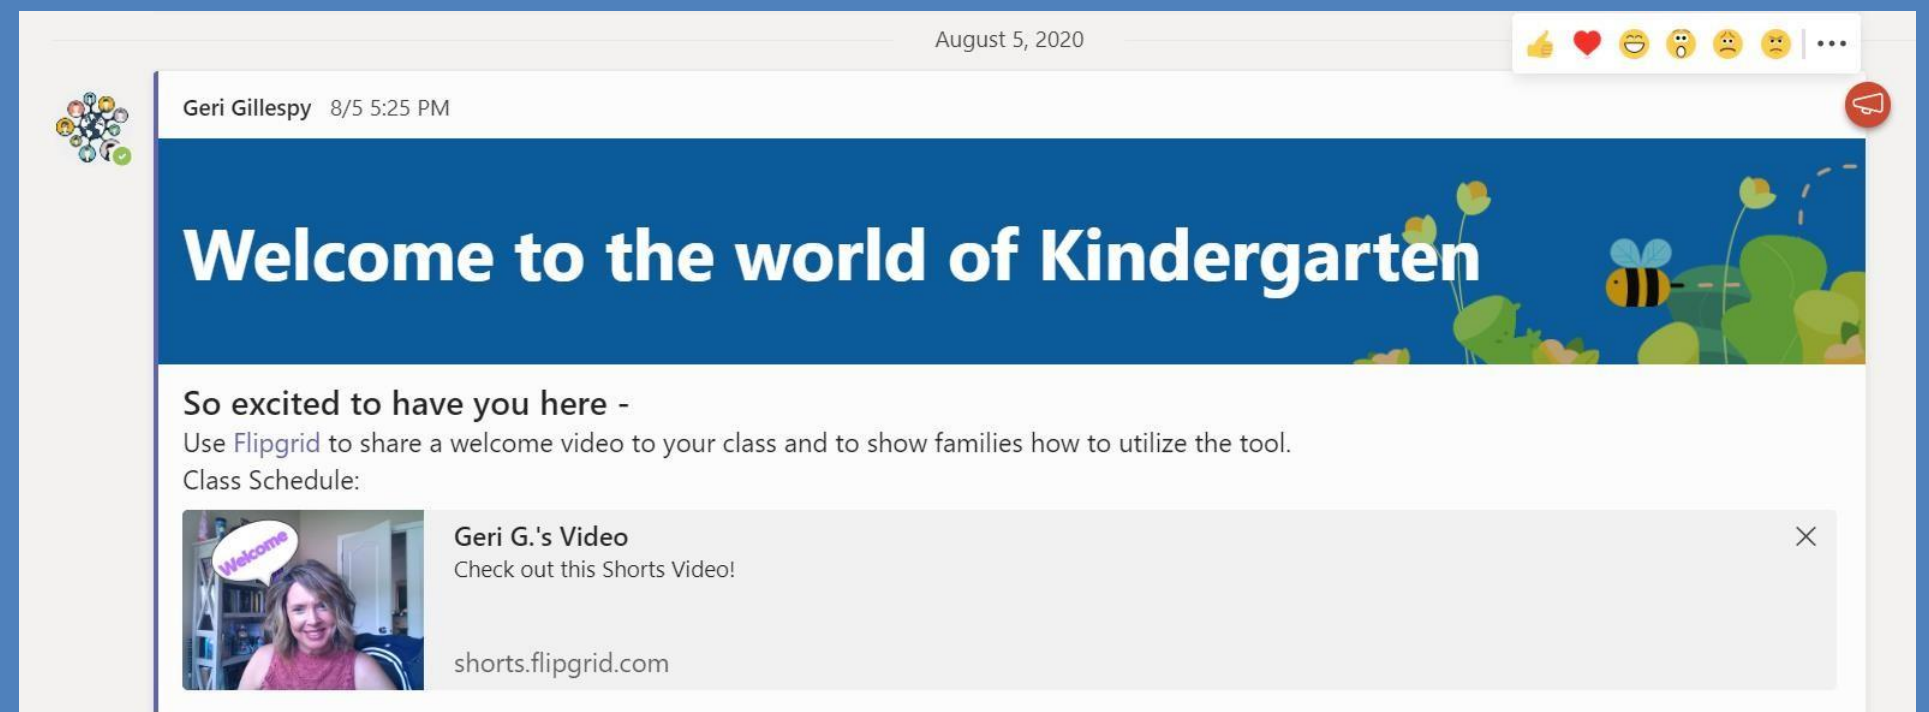 August 5, 2020
Geri Gillespy 8/5 5:25 PM
Welcome to the world of Kindergarten
So excited to have you here -
Use Flipgrid to share a welcome video to your class and to show families how to utilize the tool.
Class Schedule:
Welcome
Geri G.'s Video
Check out this Shorts Video!
shorts.flipgrid.com